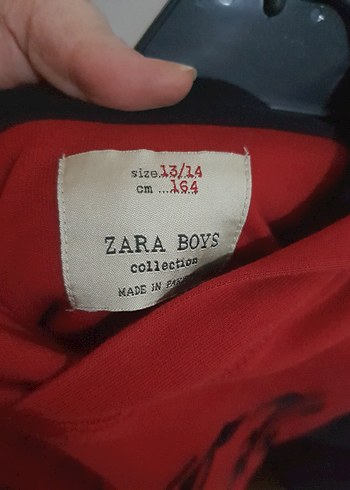 size..13/14
cm ....164
ZARA BOYS
collection
MADE IN